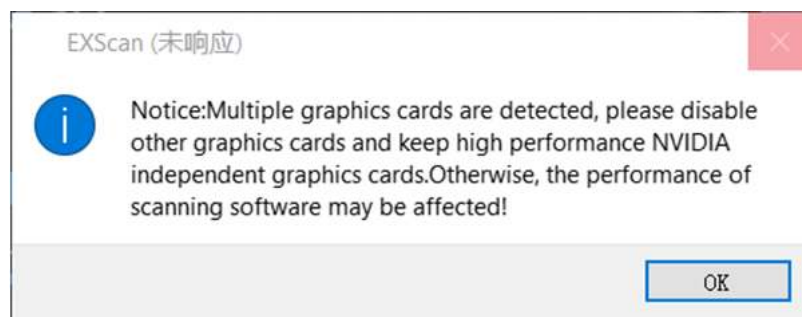 EXScan (未响应)
Notice:Multiple graphics cards are detected, please disable
other graphics cards and keep high performance NVIDIA
independent graphics cards.Otherwise, the performance of
scanning software may be affected!
OK